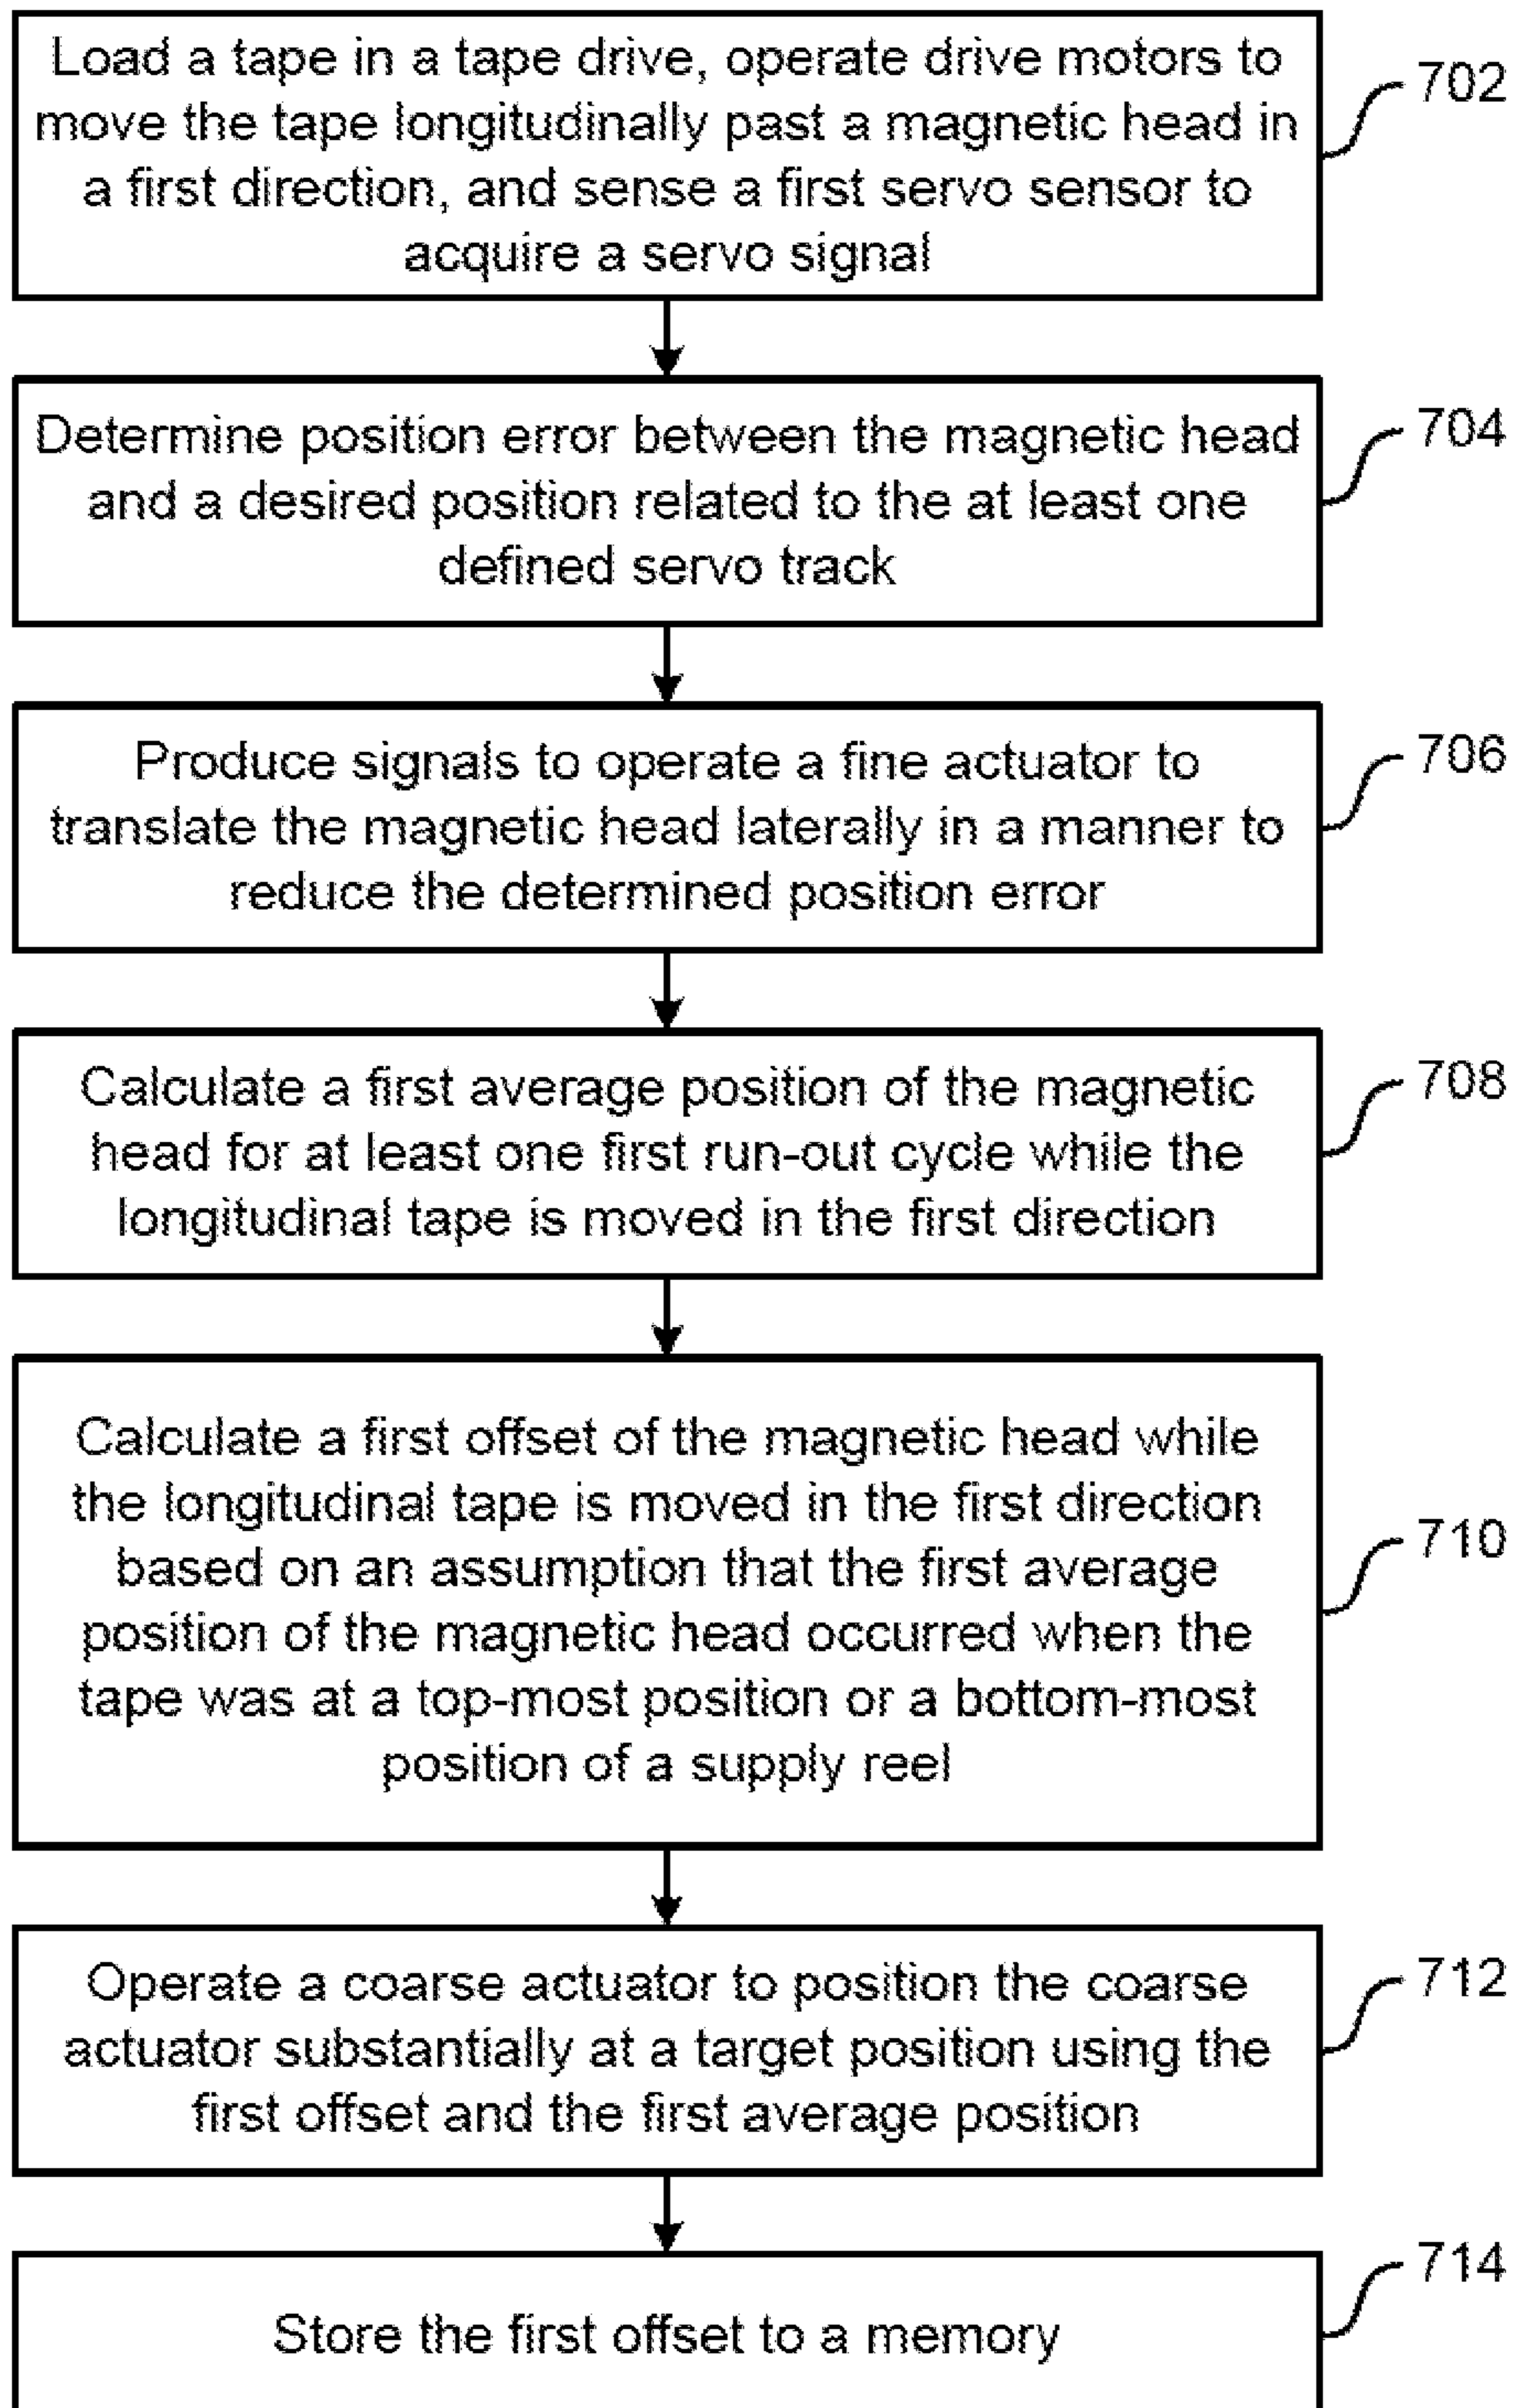 Load a tape in a tape drive, operate drive motors to
move the tape longitudinally past a magnetic head in
a first direction, and sense a first servo sensor to
acquire a servo signal
702
Determine position error between the magnetic head
and a desired position related to the at least one
defined servo track
704
Produce signals to operate a fine actuator to
translate the magnetic head laterally in a manner to
reduce the determined position error
706
Calculate a first average position of the magnetic
head for at least one first run-out cycle while the
longitudinal tape is moved in the first direction
708
Calculate a first offset of the magnetic head while
the longitudinal tape is moved in the first direction
based on an assumption that the first average
position of the magnetic head occurred when the
tape was at a top-most position or a bottom-most
position of a supply reel
710
Operate a coarse actuator to position the coarse
actuator substantially at a target position using the
first offset and the first average position
712
Store the first offset to a memory
714